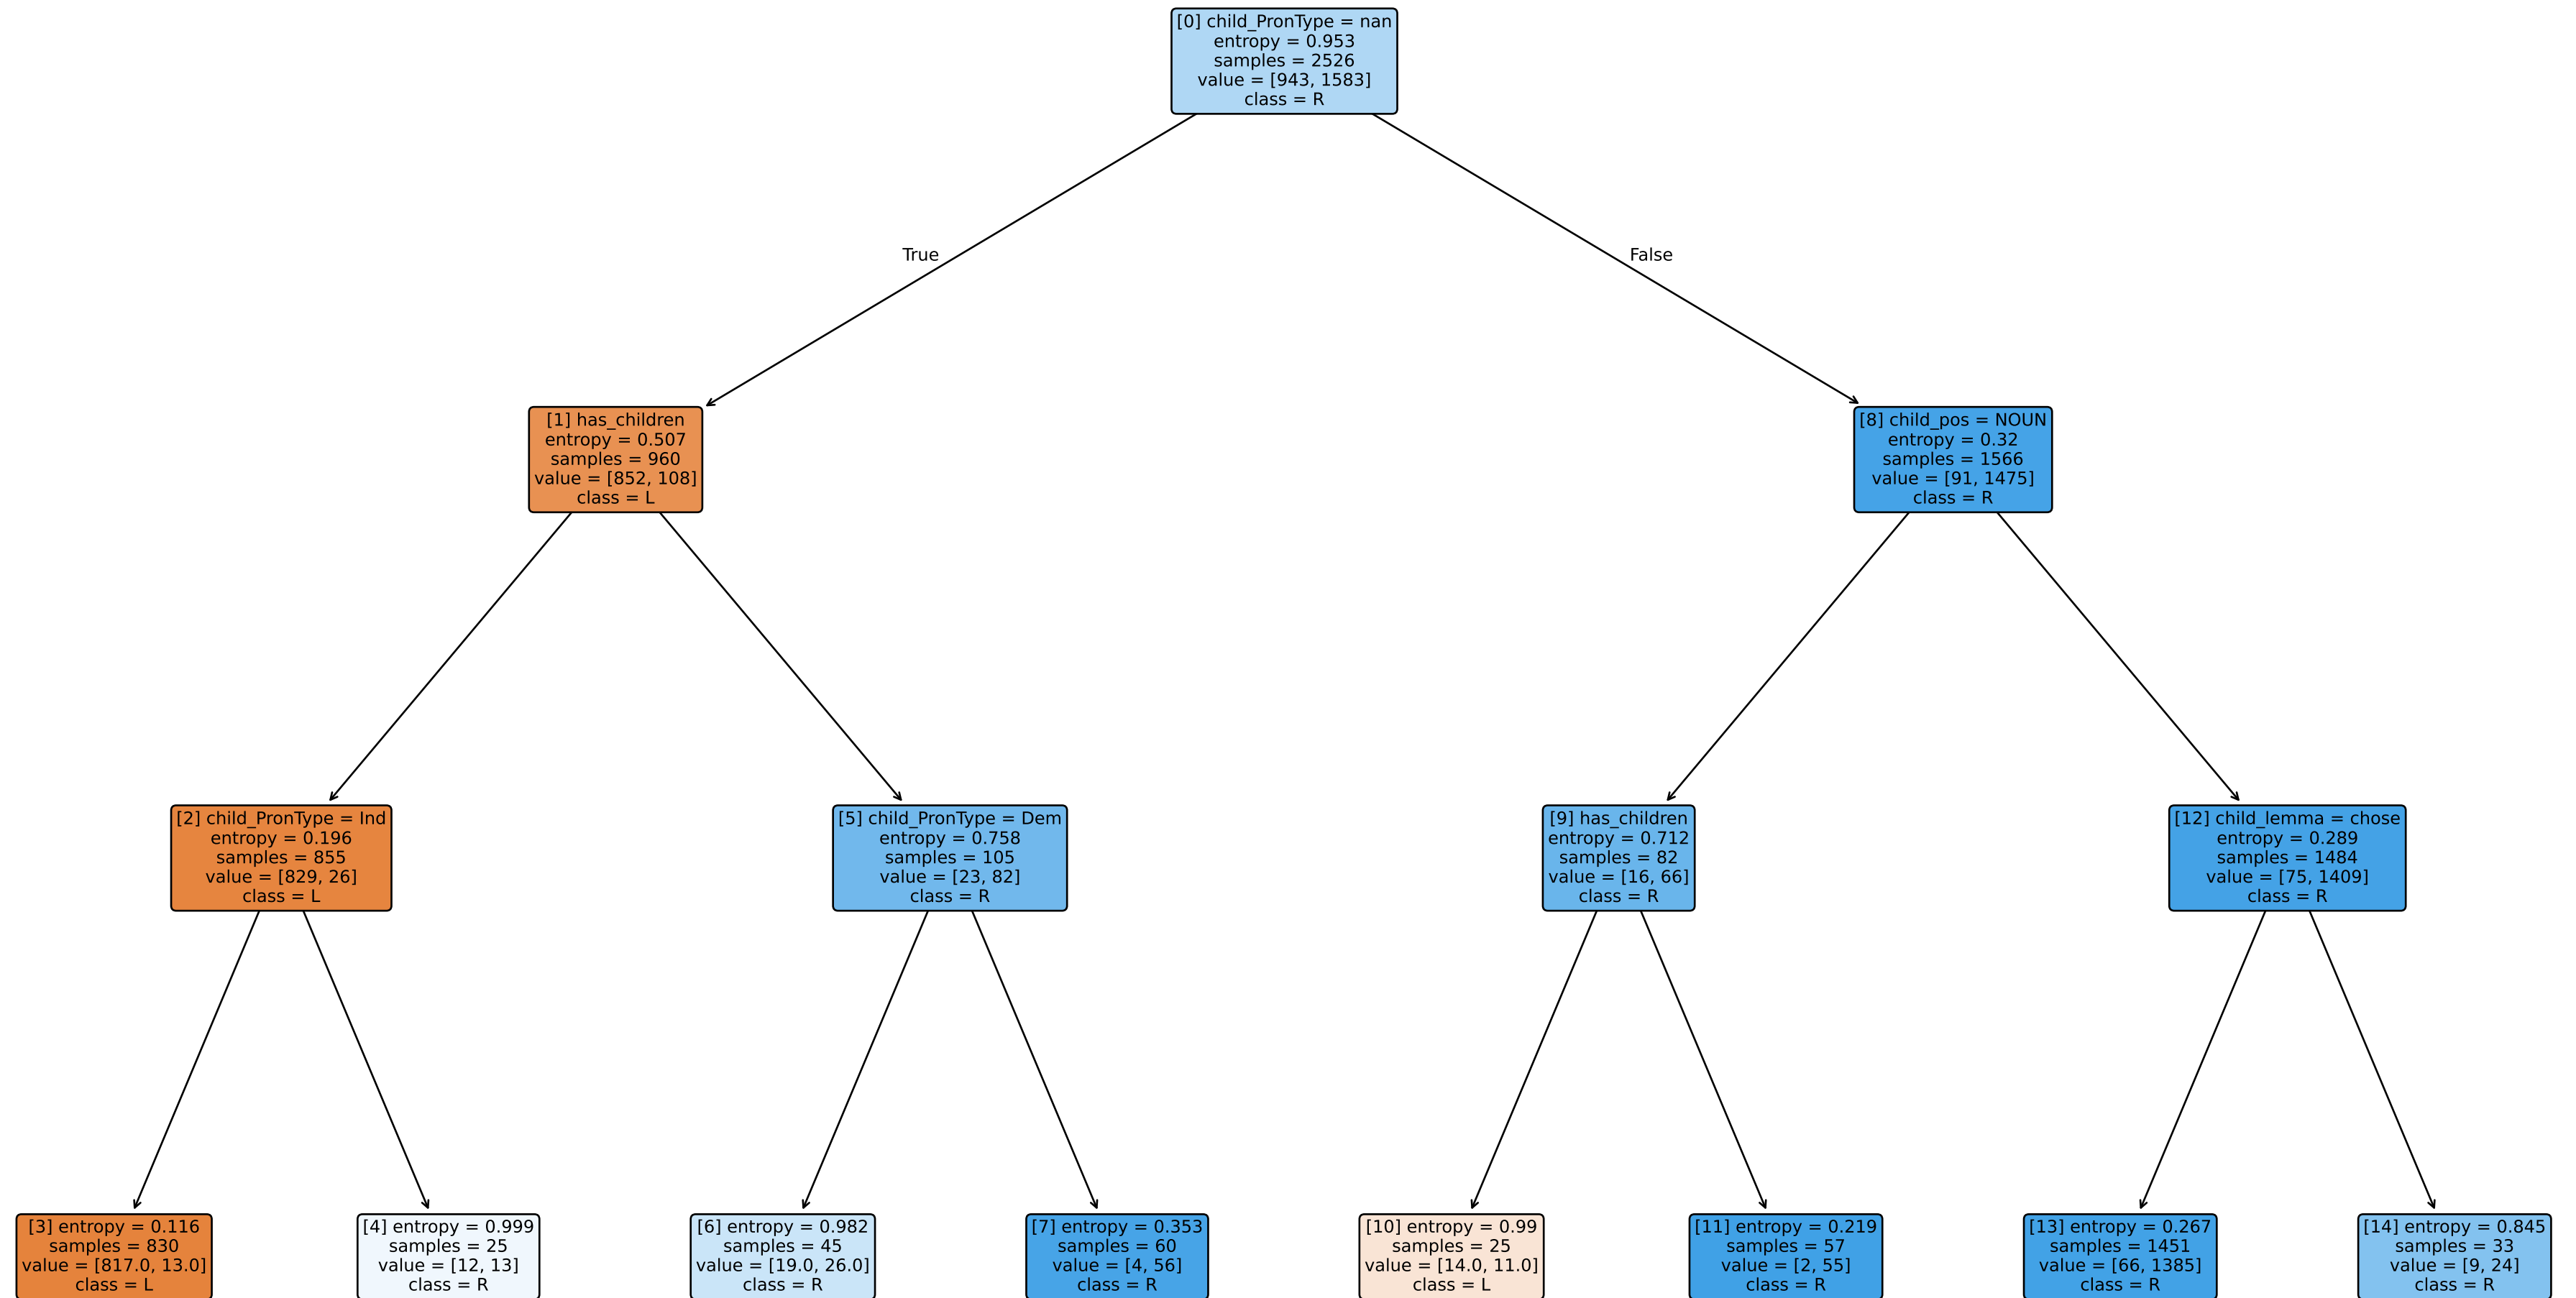 [0] child_PronType = nan
entropy = 0.953
samples = 2526
value = [943, 1583]
class = R
True
False
[1] has_children
entropy = 0.507
samples = 960
value = [852, 108]
class = L
[8] child_pos = NOUN
entropy = 0.32
samples = 1566
value = [91, 1475]
class = R
[2] child_PronType = Ind
entropy = 0.196
samples = 855
value = [829, 26]
class = L
[5] child_PronType = Dem
entropy = 0.758
samples = 105
value = [23, 82]
class = R
[9] has_children
entropy = 0.712
samples = 82
value = [16, 66]
class = R
[12] child_lemma = chose
entropy = 0.289
samples = 1484
value = [75, 1409]
class = R
[3] entropy = 0.116
samples = 830
value = [817.0, 13.0]
class = L
[4] entropy = 0.999
samples = 25
value = [12, 13]
class = R
[6] entropy = 0.982
samples = 45
value = [19.0, 26.0]
class = R
[7] entropy = 0.353
samples = 60
value = [4, 56]
class = R
[10] entropy = 0.99
samples = 25
value = [14.0, 11.0]
class = L
[11] entropy = 0.219
samples = 57
value = [2, 55]
class = R
[13] entropy = 0.267
samples = 1451
value = [66, 1385]
class = R
[14] entropy = 0.845
samples = 33
value = [9, 24]
class = R